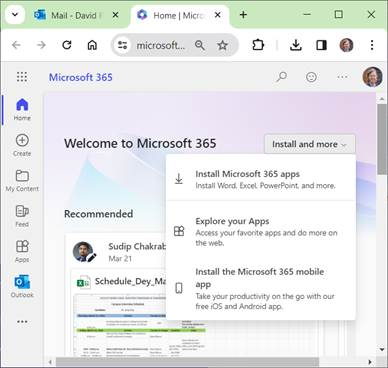 Mail - David
Home | Micros
microsoft...
Microsoft 365
Home
Create
My Content
Feed
Apps
Outlook
Welcome to Microsoft 365
Install and more
Install Microsoft 365 apps
Install Word, Excel, PowerPoint, and more.
Explore your Apps
Access your favorite apps and do more on
the web.
Install the Microsoft 365 mobile
app
Take your productivity on the go with our
free iOS and Android app.
Recommended
Sudip Chakrab
Mar 21
Schedule_Dey_Ma